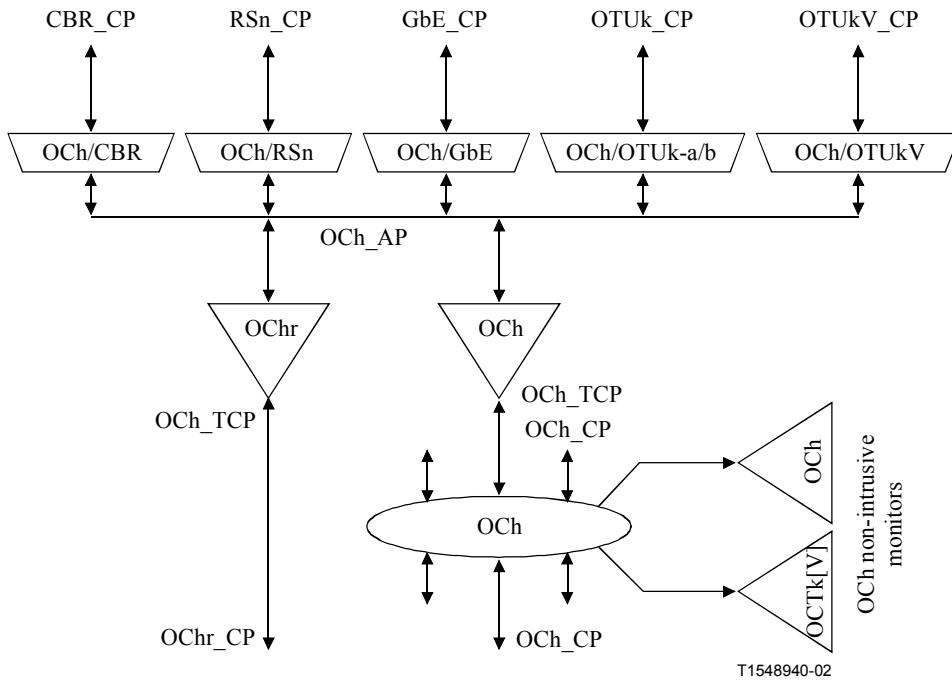 CBR_CP
RSn_CP
GbE_CP
OTUk_CP
OTUkV_CP
OCh/CBR
OCh/RSn
OCh/GbE
OCh/OTUk-a/b
OCh/OTUkV
OCh_AP
OChr
OCh
OCh_TCP
OCh_TCP
OCh_CP
OCh
OCh
OCTk[V]
OCh non-intrusive
monitors
OChr_CP
OCh_CP
T1548940-02